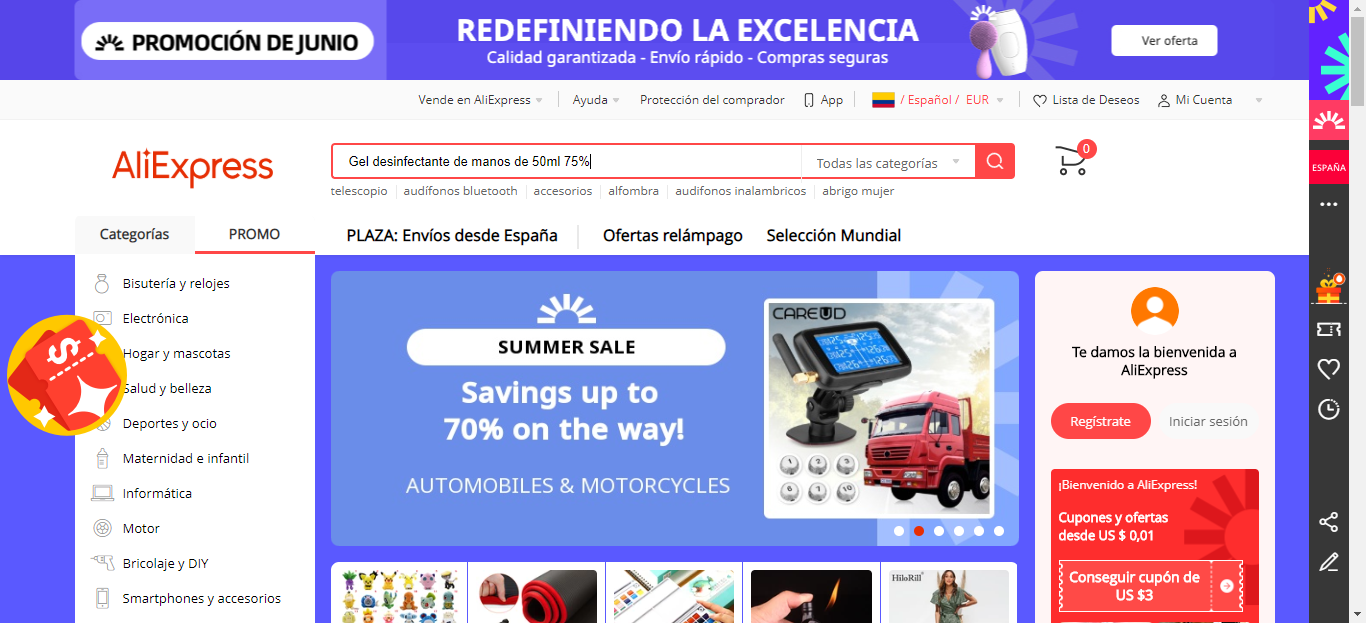 PROMOCIÓN DE JUNIO
REDEFINIENDO LA EXCELENCIA
Calidad garantizada - Envío rápido - Compras seguras
Ver oferta
Vende en AliExpress
Ayuda
Protección del comprador
App
/ Español / EUR
Lista de Deseos
Mi Cuenta
AliExpress
Gel desinfectante de manos de 50ml 75%
Todas las categorías
0
telescopio
audífonos bluetooth
accesorios
alfombra
audifonos inalambricos
abrigo mujer
ESPAÑA
Categorías
PROMO
PLAZA: Envíos desde España
Ofertas relámpago
Selección Mundial
Bisutería y relojes
Electrónica
Hogar y mascotas
Salud y belleza
Deportes y ocio
Maternidad e infantil
Informática
Motor
Bricolaje y DIY
Smartphones y accesorios
SUMMER SALE
Savings up to
70% on the way!
AUTOMOBILES & MOTORCYCLES
CAREUD
Te damos la bienvenida a
AliExpress
Regístrate
Iniciar sesión
¡Bienvenido a AliExpress!
Cupones y ofertas
desde US $ 0,01
Conseguir cupón de
US $3
HiloRill